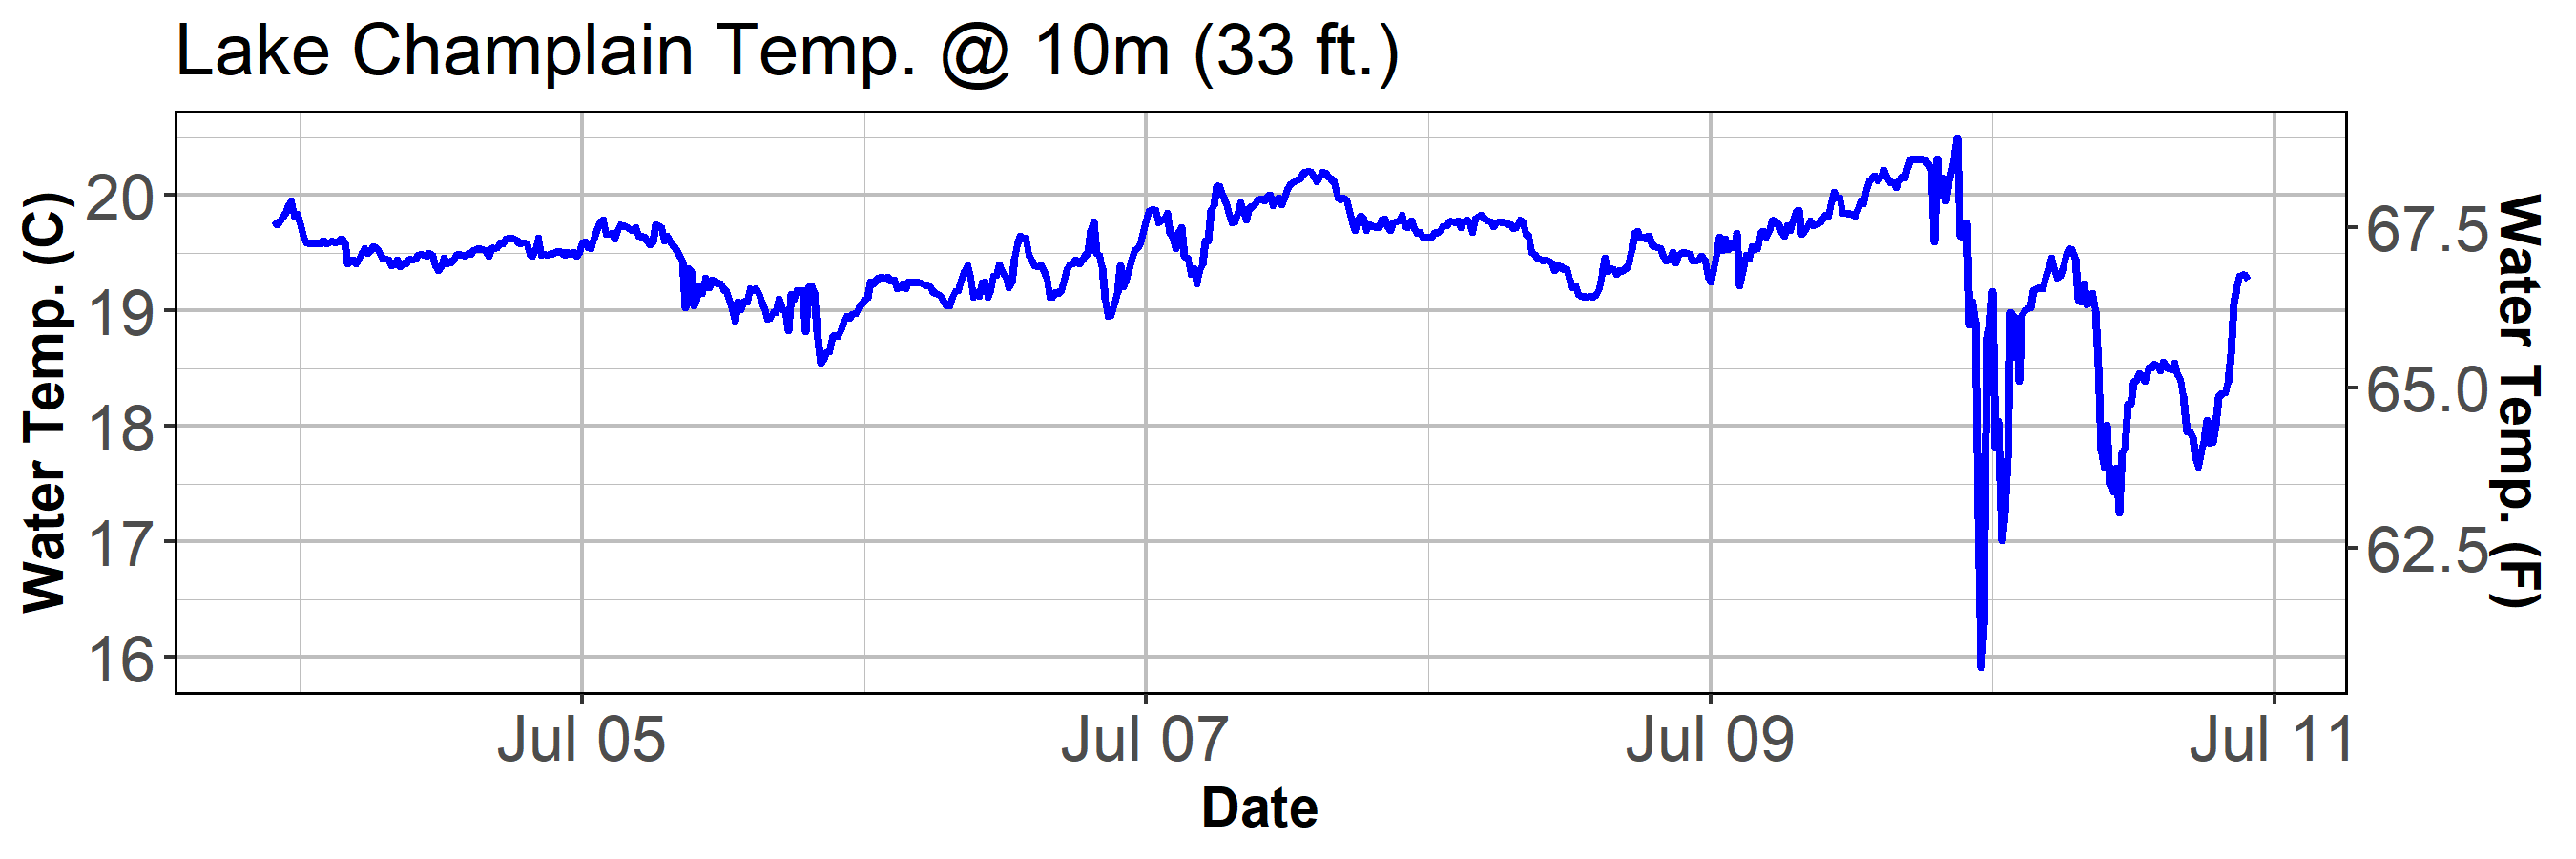 Lake Champlain Temp. @ 10m (33 ft.)
Water Temp. (C)
20
19
18
17
16
67.5
65.0
62.5
Water Temp. (F)
Jul 05
Jul 07
Jul 09
Jul 11
Date